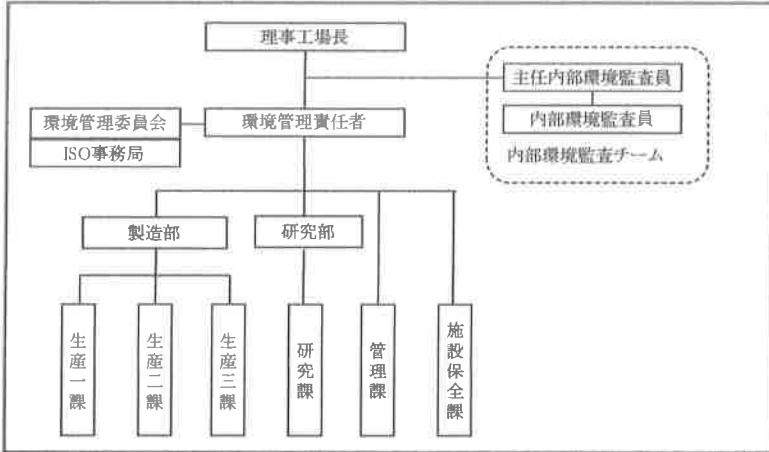 理事工場長
主任内部環境監査員
内部環境監査員
内部環境監査チーム
環境管理委員会
ISO事務局
環境管理責任者
製造部
研究部
生産一課
生産二課
生産三課
研究課
管理課
施設保全課